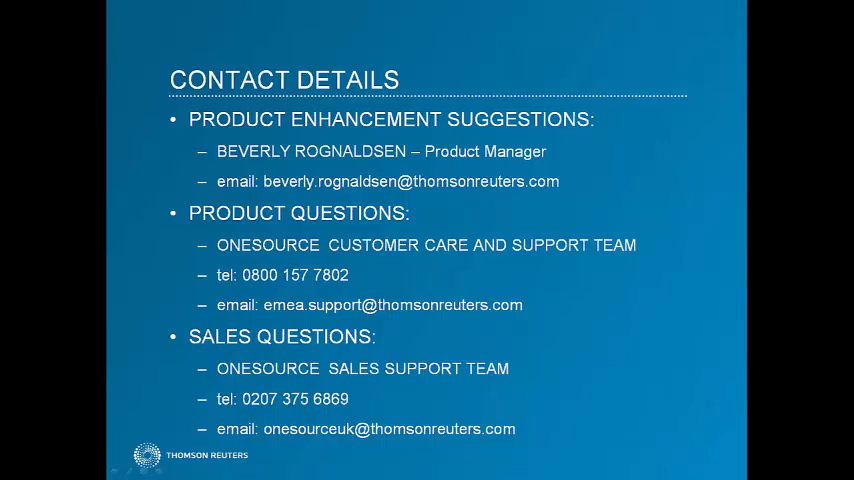 CONTACT DETAILS
• PRODUCT ENHANCEMENT SUGGESTIONS:
– BEVERLY ROGNALDSEN – Product Manager
– email: beverly.rognaldsen@thomsonreuters.com
• PRODUCT QUESTIONS:
– ONESOURCE CUSTOMER CARE AND SUPPORT TEAM
– tel: 0800 157 7802
– email: emea.support@thomsonreuters.com
• SALES QUESTIONS:
– ONESOURCE SALES SUPPORT TEAM
– tel: 0207 375 6869
– email: onesourceuk@thomsonreuters.com
THOMSON REUTERS